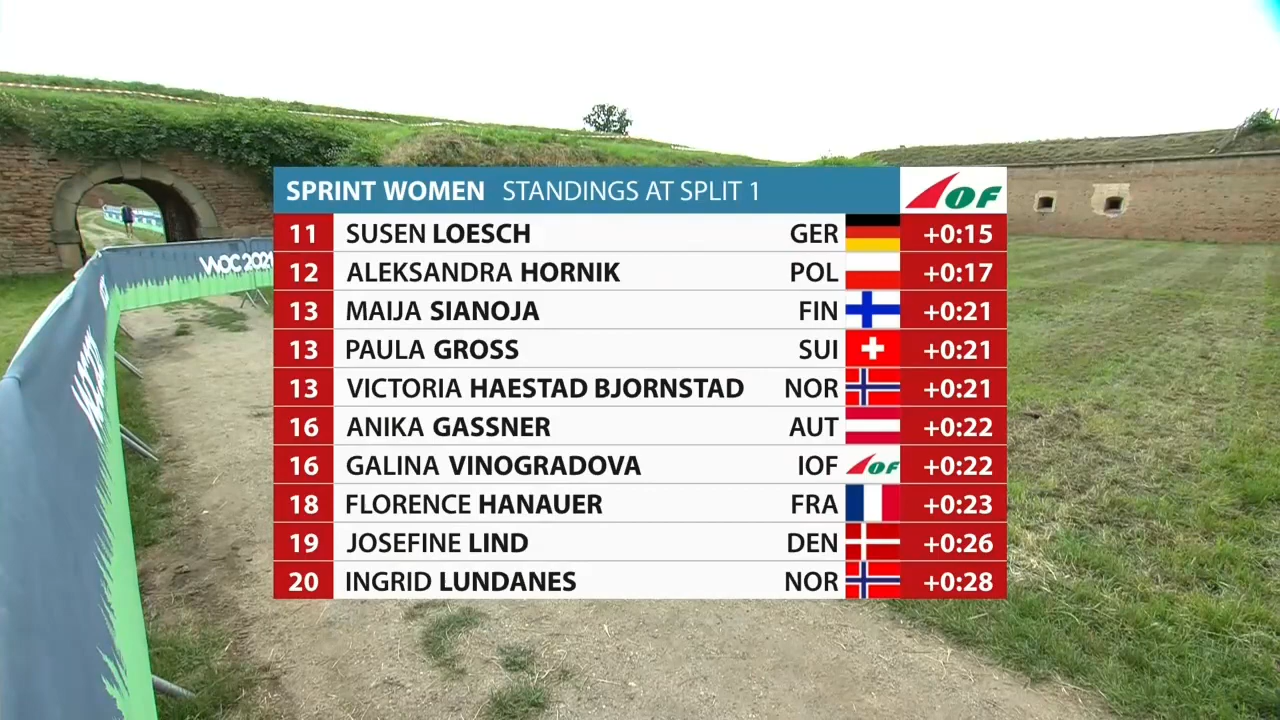 SPRINT WOMEN STANDINGS AT SPLIT 1 IOF
11 SUSEN LOESCH GER +0:15
12 ALEKSANDRA HORNIK POL +0:17
13 MAIJA SIANOJA FIN +0:21
13 PAULA GROSS SUI +0:21
13 VICTORIA HAESTAD BJORNSTAD NOR +0:21
16 ANIKA GASSNER AUT +0:22
16 GALINA VINOGRADOVA IOF IOF +0:22
18 FLORENCE HANAUER FRA +0:23
19 JOSEFINE LIND DEN +0:26
20 INGRID LUNDANES NOR +0:28
WOC 2021
WOC 2021